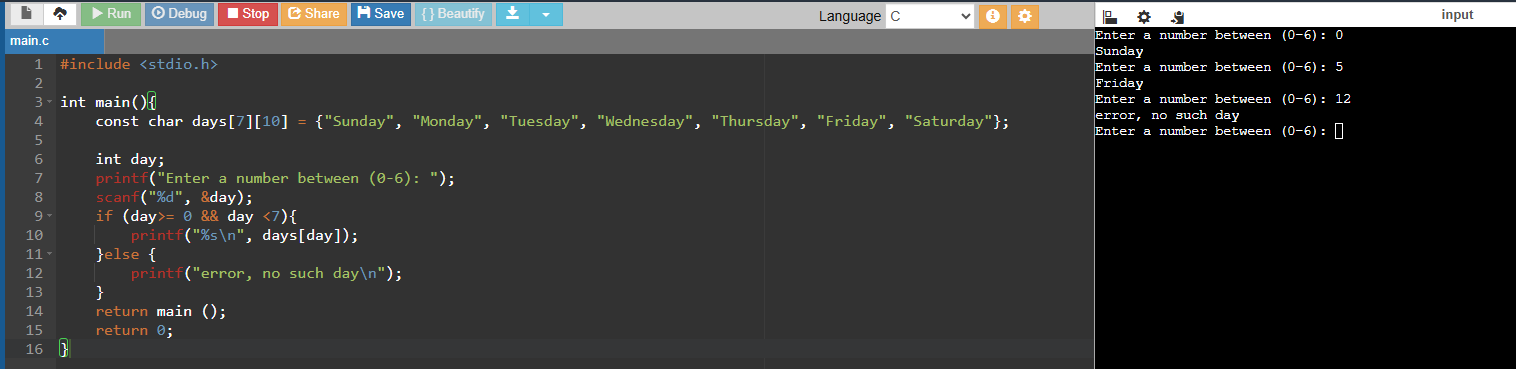 Run Debug Stop Share Save { } Beautify Language C
main.c
1 #include <stdio.h>
2
3 int main(){
4 const char days[7][10] = {"Sunday", "Monday", "Tuesday", "Wednesday", "Thursday", "Friday", "Saturday"};
5
6 int day;
7 printf("Enter a number between (0-6): ");
8 scanf("%d", &day);
9 if (day>= 0 && day <7){
10 printf("%s\n", days[day]);
11 }else {
12 printf("error, no such day\n");
13 }
14 return main ();
15 return 0;
16 }
input
Enter a number between (0-6): 0
Sunday
Enter a number between (0-6): 5
Friday
Enter a number between (0-6): 12
error, no such day
Enter a number between (0-6):